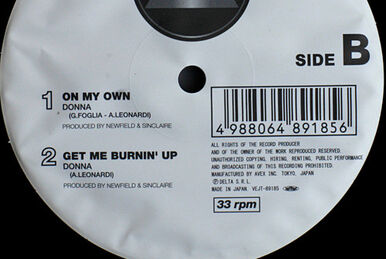 SIDE B
1 ON MY OWN
DONNA
(G.FOGLIA - A.LEONARDI)
PRODUCED BY NEWFIELD & SINCLAIRE
4 988064 891856
2 GET ME BURNIN' UP
DONNA
(A.LEONARDI)
PRODUCED BY NEWFIELD & SINCLAIRE
ALL RIGHTS OF THE RECORD PRODUCER
AND OF THE OWNER OF THE WORK REPRODUCED RESERVED
UNAUTHORIZED COPYING, HIRING, RENTING, PUBLIC PERFORMANCE
AND BROADCASTING OF THIS RECORDING PROHIBITED.
MANUFACTURED BY AVEX INC. TOKYO, JAPAN
Ⓟ DELTA S.R.L.
MADE IN JAPAN VEJT-89185
33 rpm